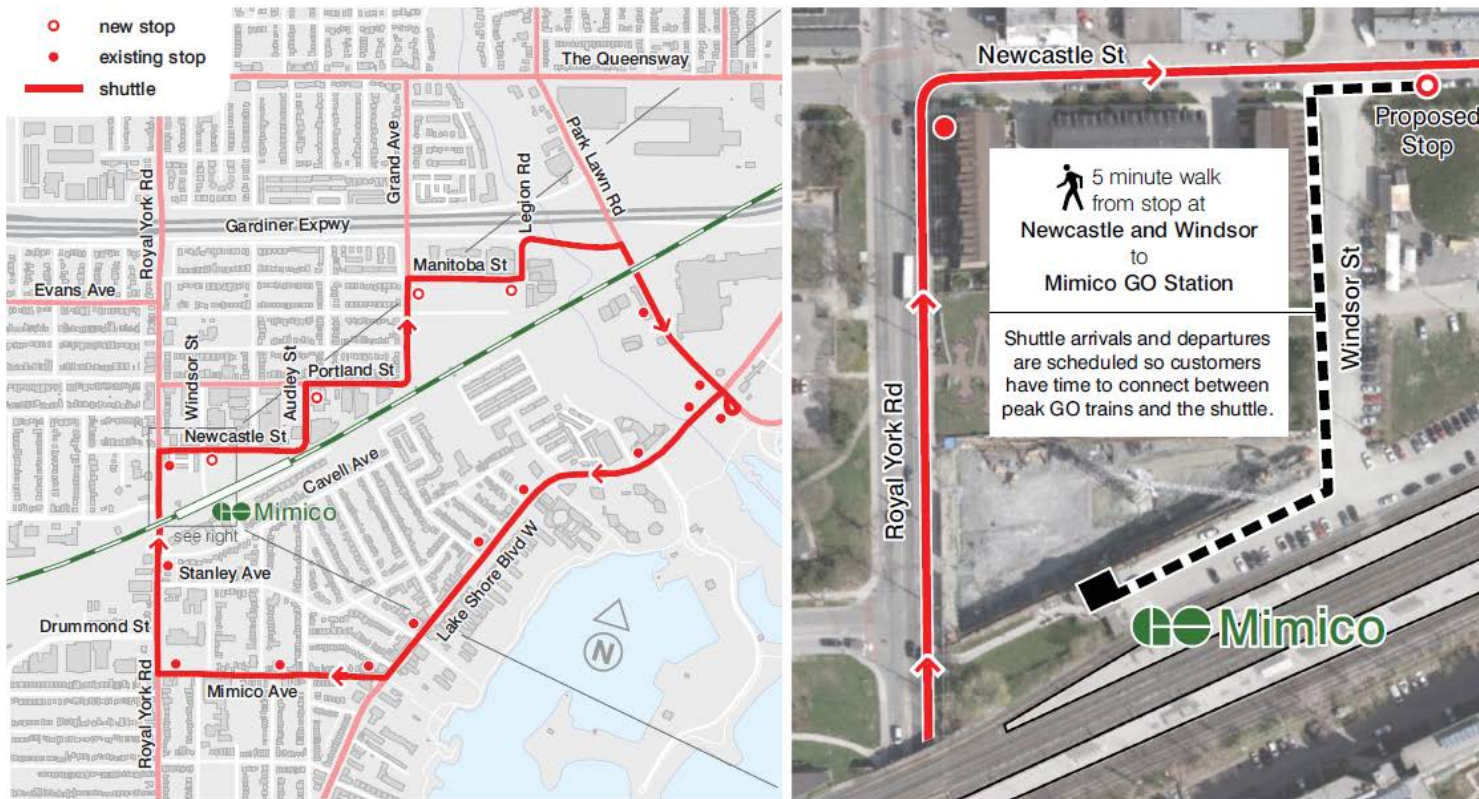 new stop
existing stop
shuttle
The Queensway
Royal York Rd
Grand Ave
Park Lawn Rd
Legion Rd
Gardiner Expwy
Manitoba St
Evans Ave
Windsor St
Audley St
Portland St
Newcastle St
Cavell Ave
GO Mimico
see right
Stanley Ave
Lake Shore Blvd W
Drummond St
N
Royal York Rd
Mimico Ave
Newcastle St
Proposed
Stop
5 minute walk
from stop at
Newcastle and Windsor
to
Mimico GO Station
Shuttle arrivals and departures
are scheduled so customers
have time to connect between
peak GO trains and the shuttle.
Windsor St
Royal York Rd
GO Mimico